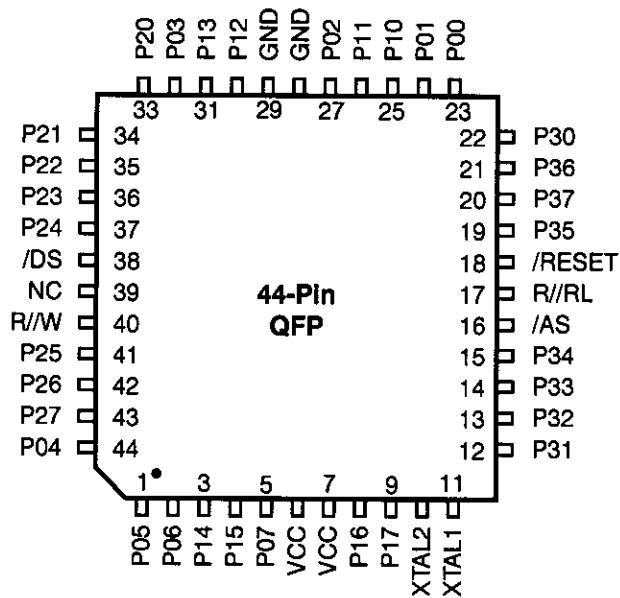 P20 P03 P13 P12 GND GND P02 P11 P10 P01 P00
33 31 29 27 25 23
P21 34 22 P30
P22 35 21 P36
P23 36 20 P37
P24 37 19 P35
/DS 38 18 /RESET
NC 39 17 R//RL
R//W 40 16 /AS
P25 41 15 P34
P26 42 14 P33
P27 43 13 P32
P04 44 12 P31
44-Pin
QFP
1 3 5 7 9 11
P05 P06 P14 P15 P07 VCC VCC P16 P17 XTAL2 XTAL1